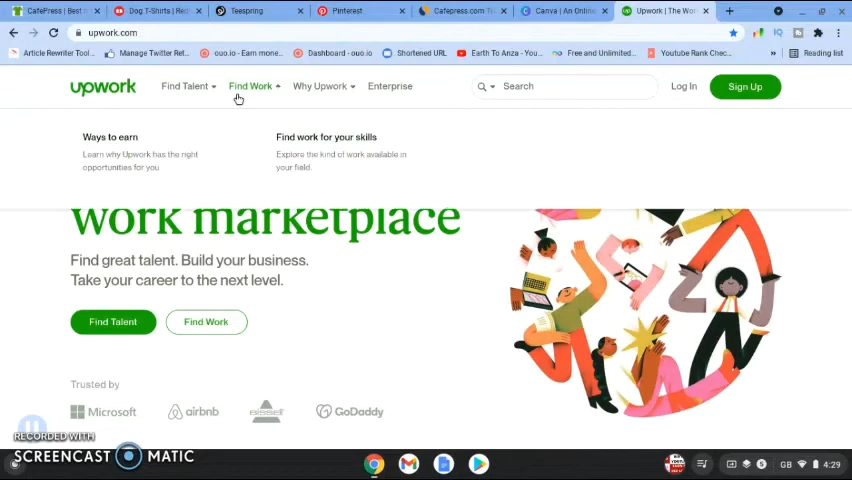 CafePress | Best
Dog T-Shirts | Red
Teespring
Pinterest
Cafepress.com
Canva | An Online
Upwork | The Wor
upwork.com
Article Rewriter Tool...
Manage Twitter Ret...
ouo.io - Earn mone...
Dashboard - ouo.io
Shortened URL
Earth To Anza - You...
Free and Unlimited...
Youtube Rank Chec...
Reading list
upwork
Find Talent
Find Work
Why Upwork
Enterprise
Search
Log In
Sign Up
Ways to earn
Find work for your skills
Learn why Upwork has the right
opportunities for you
Explore the kind of work available in
your field.
work marketplace
Find great talent. Build your business.
Take your career to the next level.
Find Talent
Find Work
Trusted by
Microsoft
airbnb
BISSELL
GoDaddy
RECORDED WITH
SCREENCAST MATIC
GB
4:29